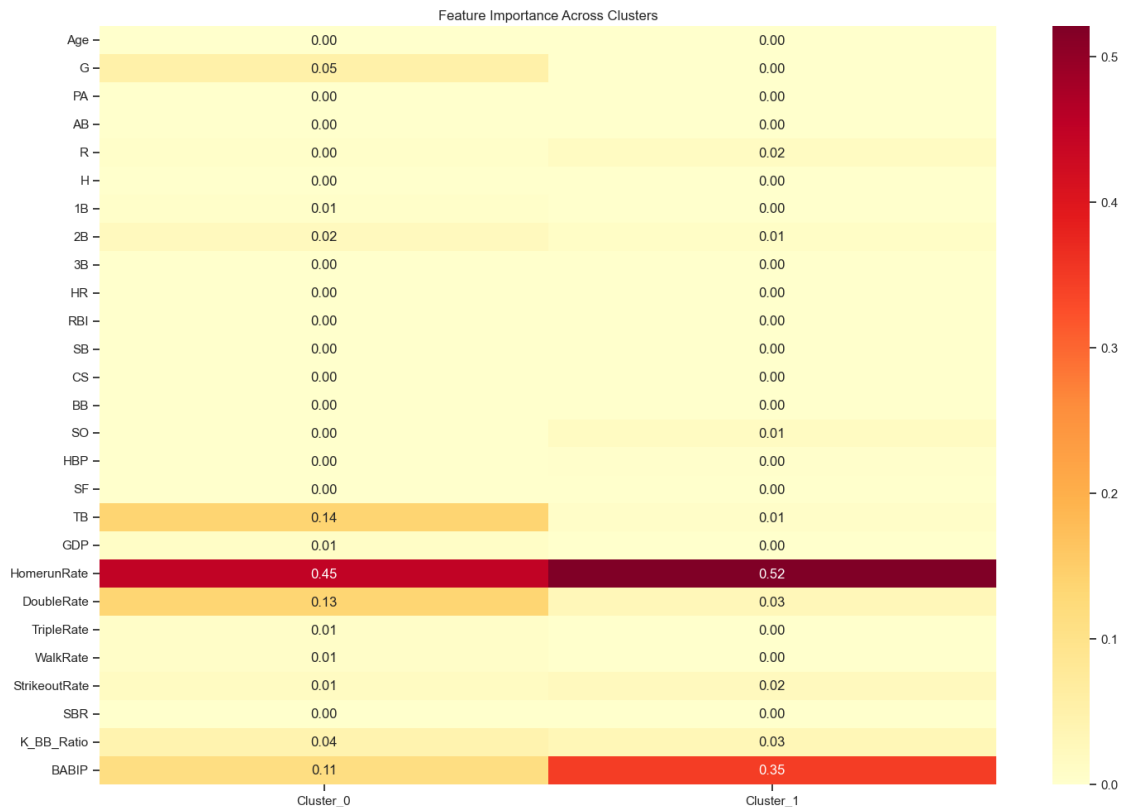 Feature Importance Across Clusters
Age 0.00 0.00
G 0.05 0.00
PA 0.00 0.00
AB 0.00 0.00
R 0.00 0.02
H 0.00 0.00
1B 0.01 0.00
2B 0.02 0.01
3B 0.00 0.00
HR 0.00 0.00
RBI 0.00 0.00
SB 0.00 0.00
CS 0.00 0.00
BB 0.00 0.00
SO 0.00 0.01
HBP 0.00 0.00
SF 0.00 0.00
TB 0.14 0.01
GDP 0.01 0.00
HomerunRate 0.45 0.52
DoubleRate 0.13 0.03
TripleRate 0.01 0.00
WalkRate 0.01 0.00
StrikeoutRate 0.01 0.02
SBR 0.00 0.00
K_BB_Ratio 0.04 0.03
BABIP 0.11 0.35
Cluster_0 Cluster_1
0.5
0.4
0.3
0.2
0.1
0.0